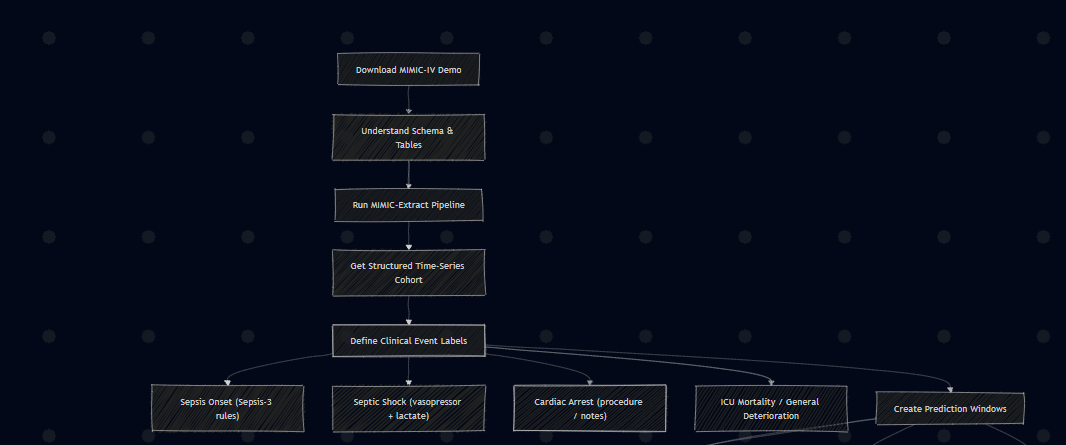 Download MIMIC-IV Demo
Understand Schema &
Tables
Run MIMIC-Extract Pipeline
Get Structured Time-Series
Cohort
Define Clinical Event Labels
Sepsis Onset (Sepsis-3
rules)
Septic Shock (vasopressor
+ lactate)
Cardiac Arrest (procedure
/ notes)
ICU Mortality / General
Deterioration
Create Prediction Windows